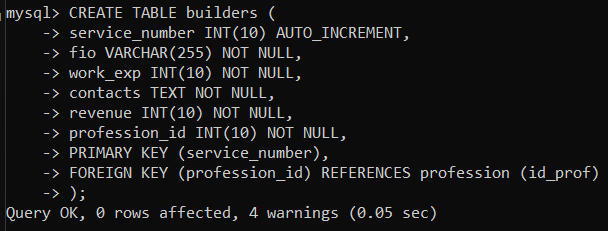 mysql> CREATE TABLE builders (
    -> service_number INT(10) AUTO_INCREMENT,
    -> fio VARCHAR(255) NOT NULL,
    -> work_exp INT(10) NOT NULL,
    -> contacts TEXT NOT NULL,
    -> revenue INT(10) NOT NULL,
    -> profession_id INT(10) NOT NULL,
    -> PRIMARY KEY (service_number),
    -> FOREIGN KEY (profession_id) REFERENCES profession (id_prof)
    -> );
Query OK, 0 rows affected, 4 warnings (0.05 sec)